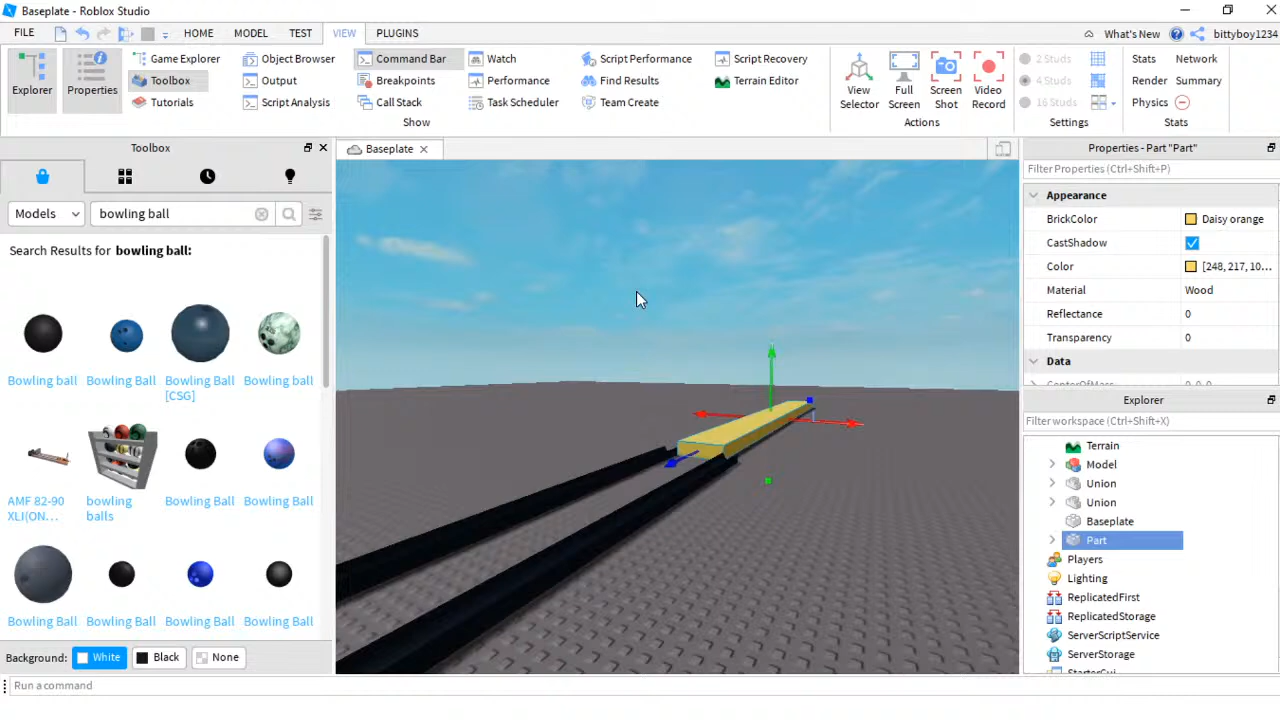 Baseplate - Roblox Studio
FILE HOME MODEL TEST VIEW PLUGINS What's New bittyboy1234
Explorer
Properties
Game Explorer
Toolbox
Tutorials
Object Browser
Output
Script Analysis
Command Bar
Breakpoints
Call Stack
Watch
Performance
Task Scheduler
Script Performance
Find Results
Team Create
Script Recovery
Terrain Editor
Show
View
Selector
Full
Screen
Screen
Shot
Video
Record
Actions
2 Studs
4 Studs
16 Studs
Settings
Stats Network
Render Summary
Physics
Stats
Toolbox
Models bowling ball
Search Results for bowling ball:
Bowling ball
Bowling Ball
Bowling Ball
[CSG]
Bowling ball
AMF 82-90
XLI(ON...
bowling
balls
Bowling Ball
Bowling Ball
Bowling Ball
Bowling Ball
Bowling Ball
Bowling Ball
Background: White Black None
Run a command
Baseplate
Properties - Part "Part"
Filter Properties (Ctrl+Shift+P)
Appearance
BrickColor Daisy orange
CastShadow
Color [248, 217, 10...
Material Wood
Reflectance 0
Transparency 0
Data
CenterOfMass 0, 0, 0
Explorer
Filter workspace (Ctrl+Shift+X)
Terrain
Model
Union
Union
Baseplate
Part
Players
Lighting
ReplicatedFirst
ReplicatedStorage
ServerScriptService
ServerStorage
StarterGui